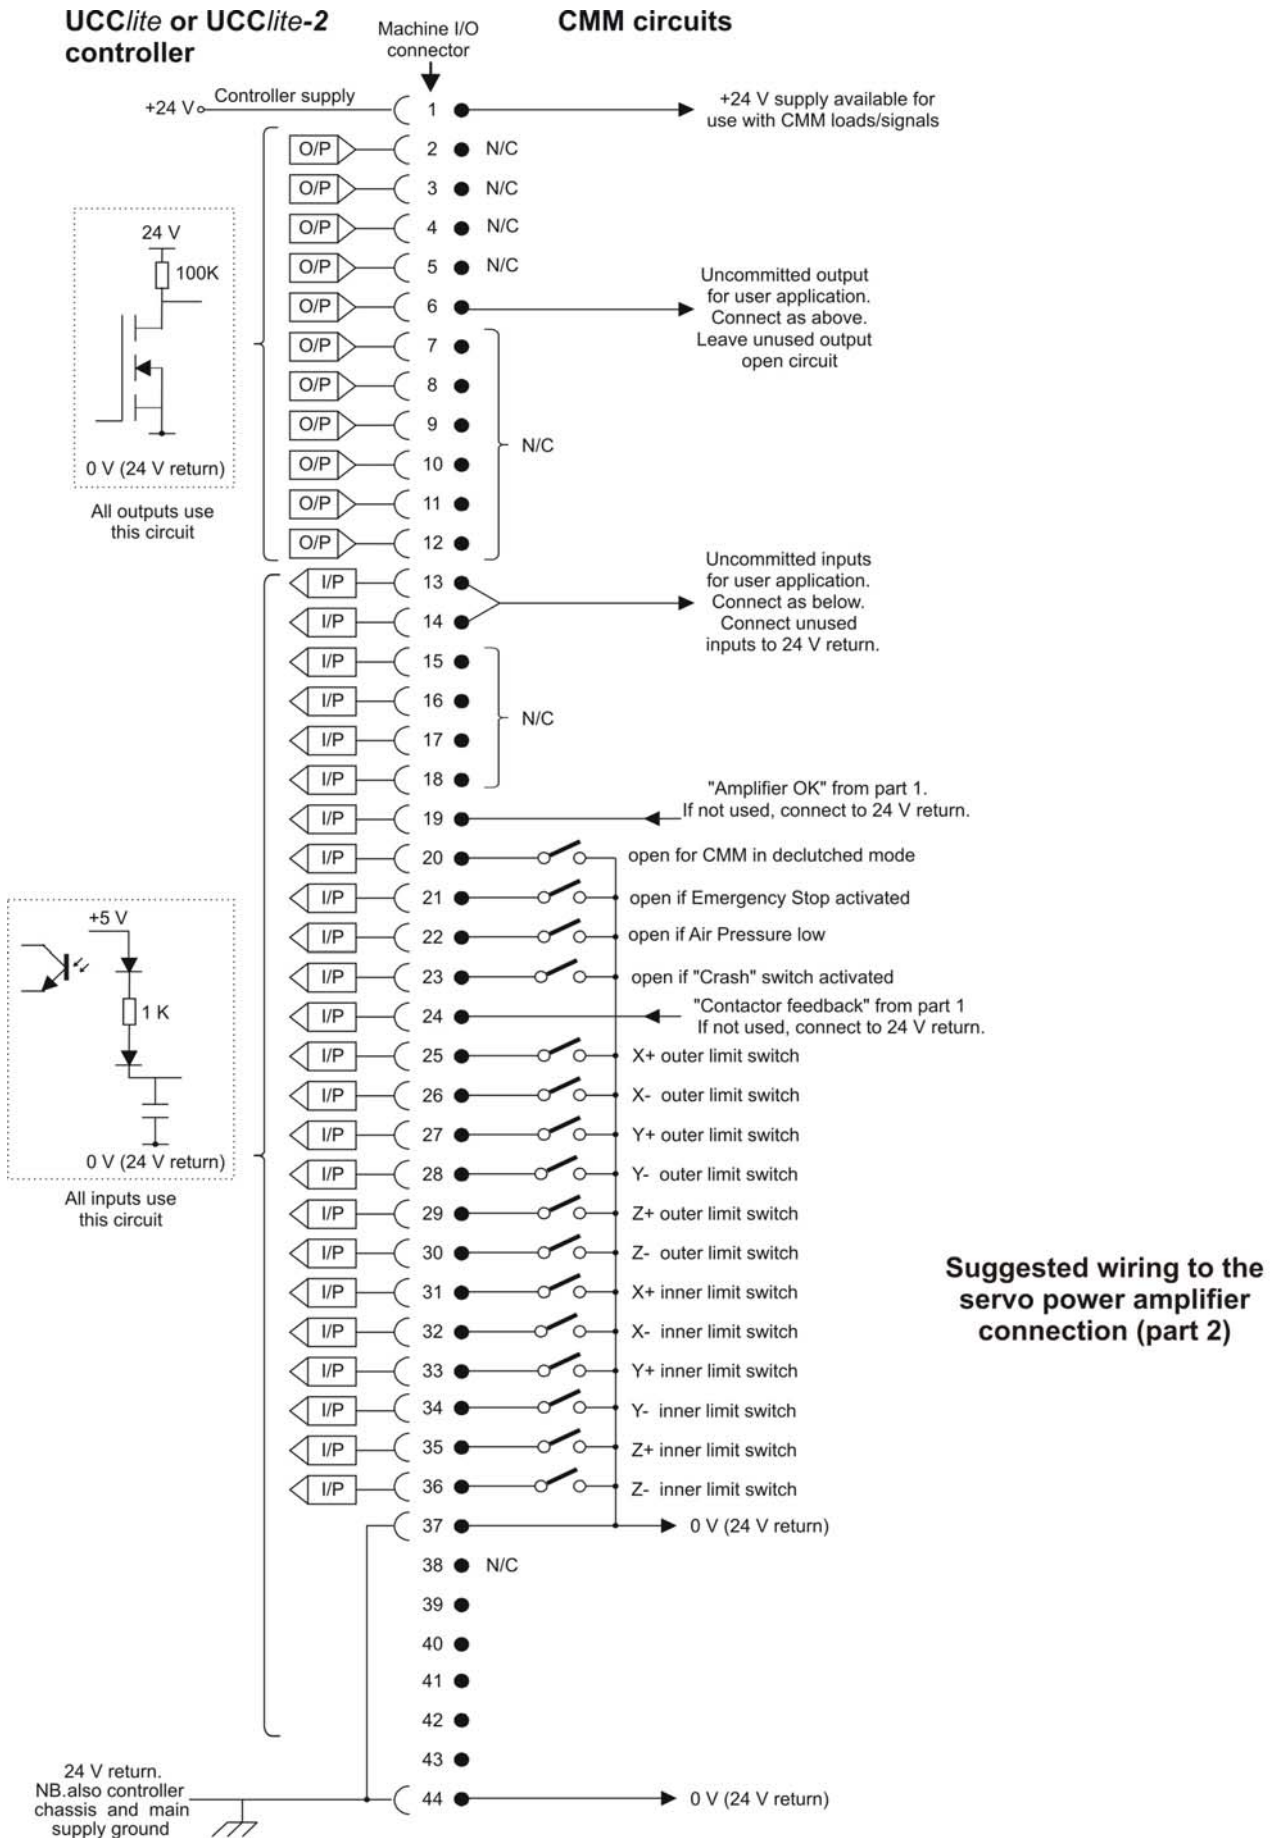 UCClite or UCClite-2
controller
Machine I/O
connector
CMM circuits
+24 V
Controller supply
1
+24 V supply available for
use with CMM loads/signals
O/P 2 N/C
O/P 3 N/C
O/P 4 N/C
O/P 5 N/C
O/P 6
Uncommitted output
for user application.
Connect as above.
Leave unused output
open circuit
24 V
100K
0 V (24 V return)
All outputs use
this circuit
O/P 7
O/P 8
O/P 9
N/C
O/P 10
O/P 11
O/P 12
I/P 13
I/P 14
Uncommitted inputs
for user application.
Connect as below.
Connect unused
inputs to 24 V return.
I/P 15
I/P 16
N/C
I/P 17
I/P 18
I/P 19
"Amplifier OK" from part 1.
If not used, connect to 24 V return.
I/P 20 open for CMM in declutched mode
I/P 21 open if Emergency Stop activated
I/P 22 open if Air Pressure low
I/P 23 open if "Crash" switch activated
I/P 24
"Contactor feedback" from part 1
If not used, connect to 24 V return.
+5 V
1 K
0 V (24 V return)
All inputs use
this circuit
I/P 25 X+ outer limit switch
I/P 26 X- outer limit switch
I/P 27 Y+ outer limit switch
I/P 28 Y- outer limit switch
I/P 29 Z+ outer limit switch
I/P 30 Z- outer limit switch
I/P 31 X+ inner limit switch
I/P 32 X- inner limit switch
I/P 33 Y+ inner limit switch
I/P 34 Y- inner limit switch
I/P 35 Z+ inner limit switch
I/P 36 Z- inner limit switch
Suggested wiring to the
servo power amplifier
connection (part 2)
37 0 V (24 V return)
38 N/C
39
40
41
42
43
44 0 V (24 V return)
24 V return.
NB.also controller
chassis and main
supply ground